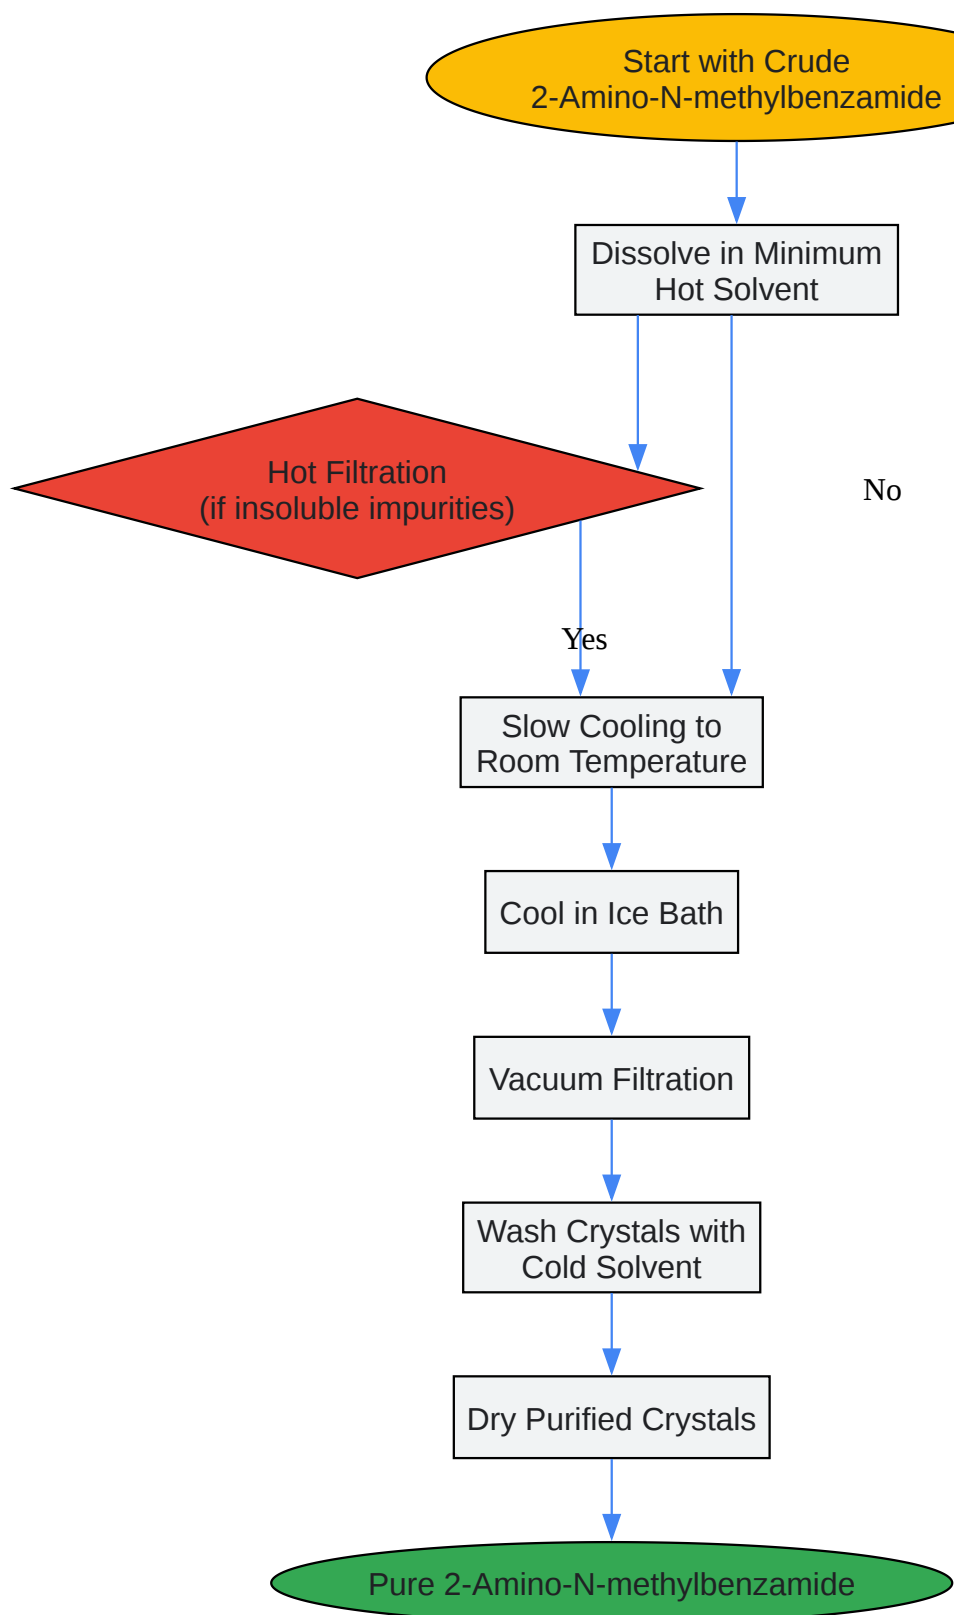 Start with Crude
2-Amino-N-methylbenzamide
Dissolve in Minimum
Hot Solvent
Hot Filtration
(if insoluble impurities)
No
Yes
Slow Cooling to
Room Temperature
Cool in Ice Bath
Vacuum Filtration
Wash Crystals with
Cold Solvent
Dry Purified Crystals
Pure 2-Amino-N-methylbenzamide